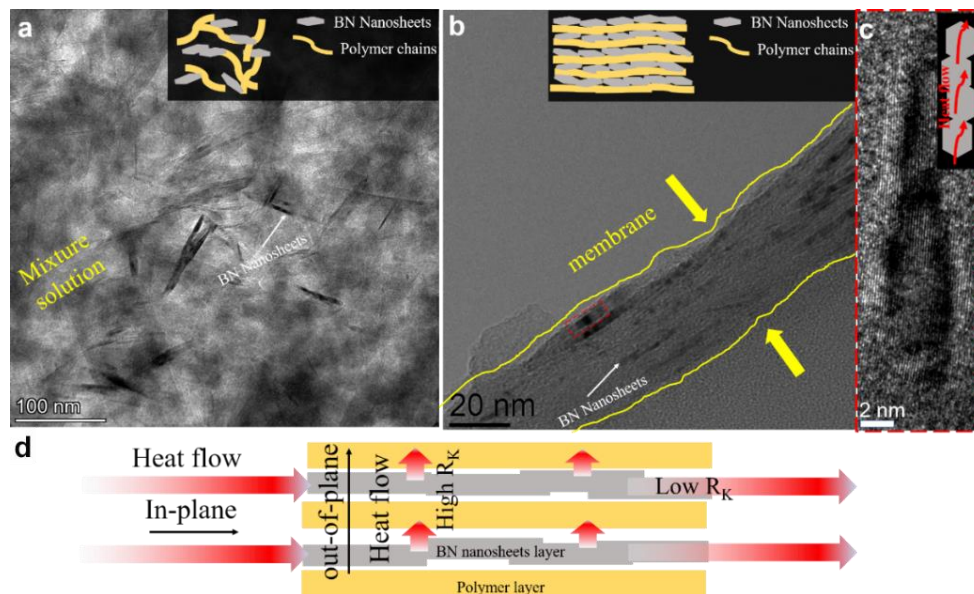 a
BN Nanosheets
Polymer chains
Mixture
solution
BN Nanosheets
100 nm
b
BN Nanosheets
Polymer chains
membrane
BN Nanosheets
20 nm
c
Heat flow
2 nm
d
Heat flow
In-plane
out-of-plane
Heat flow
High R_K
Low R_K
BN nanosheets layer
Polymer layer